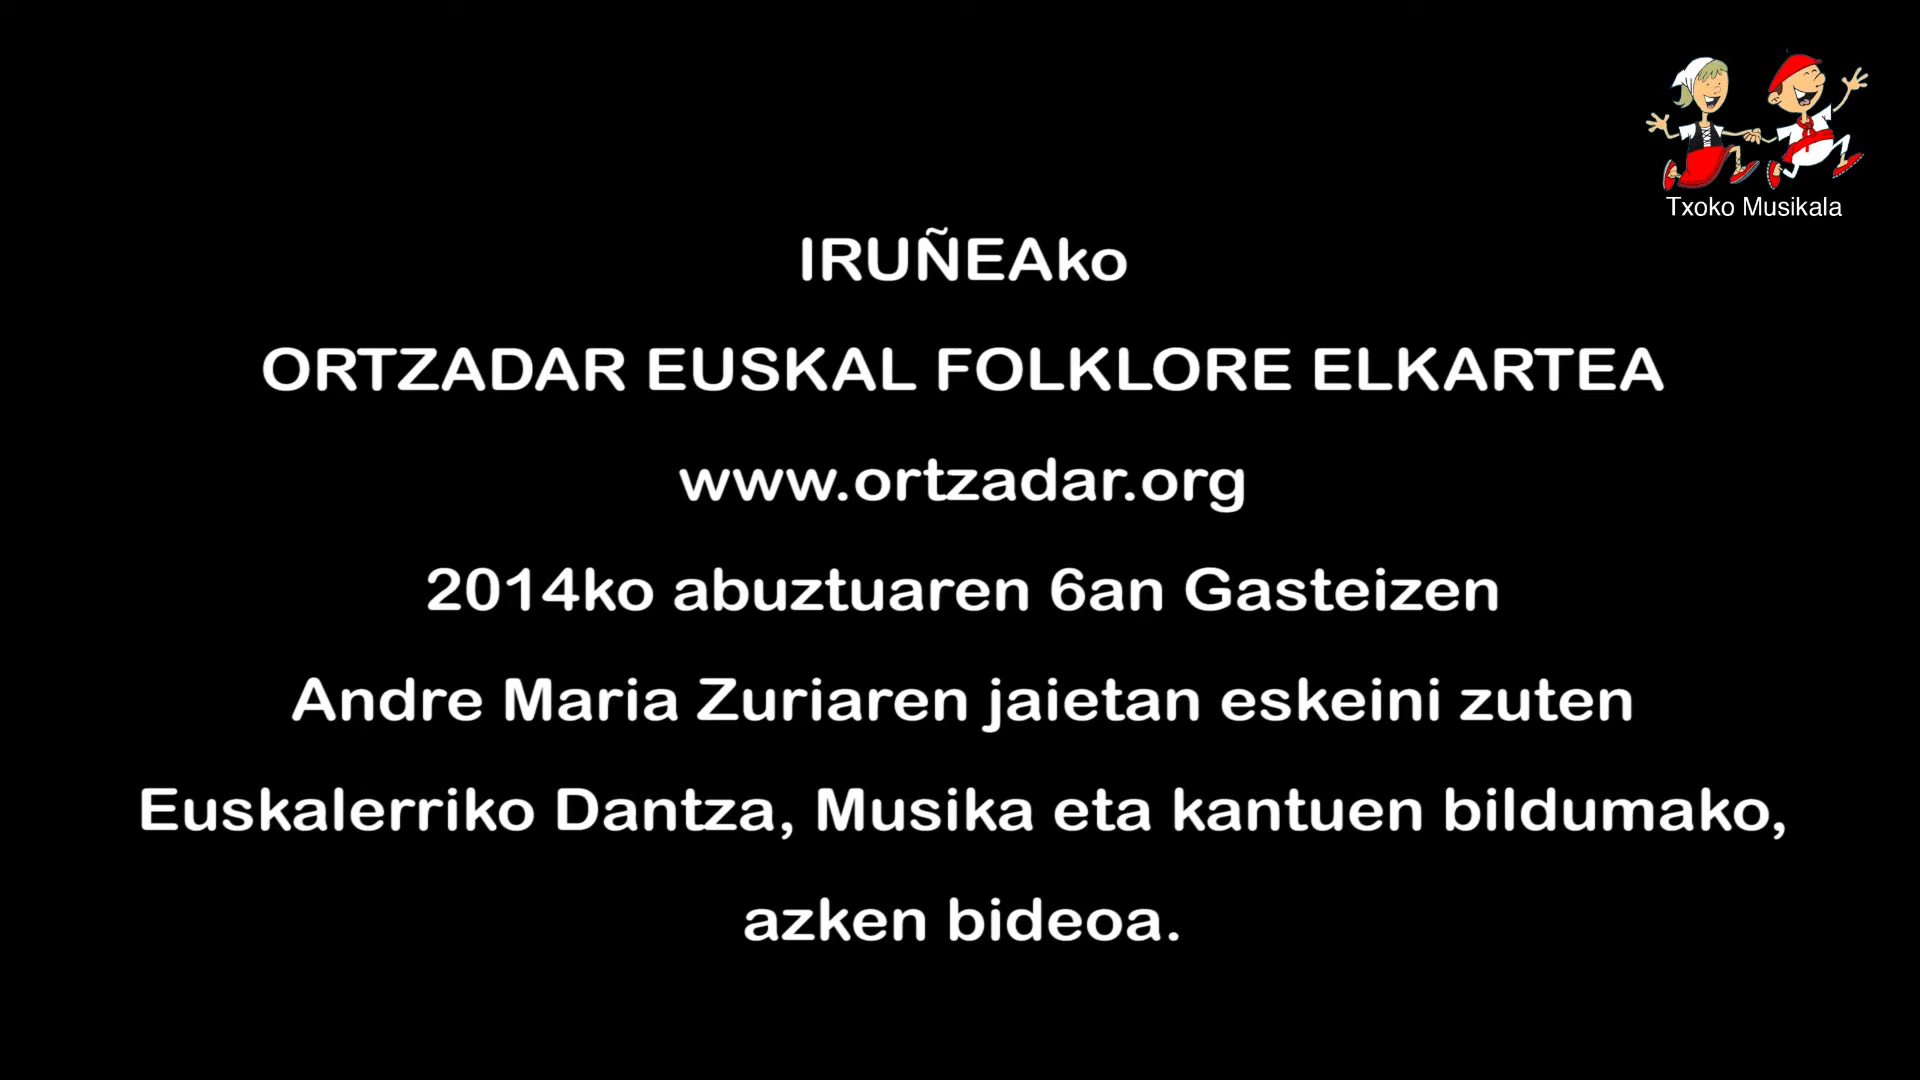 Txoko Musikala
IRUÑEAko
ORTZADAR EUSKAL FOLKLORE ELKARTEA
www.ortzadar.org
2014ko abuztuaren 6an Gasteizen
Andre Maria Zuriaren jaietan eskeini zuten
Euskalerriko Dantza, Musika eta kantuen bildumako,
azken bideoa.